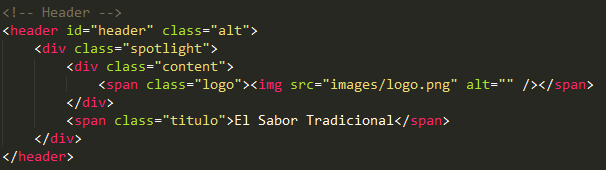 <!-- Header -->
<header id="header" class="alt">
    <div class="spotlight">
        <div class="content">
            <span class="logo"><img src="images/logo.png" alt="" /></span>
        </div>
        <span class="titulo">El Sabor Tradicional</span>
    </div>
</header>